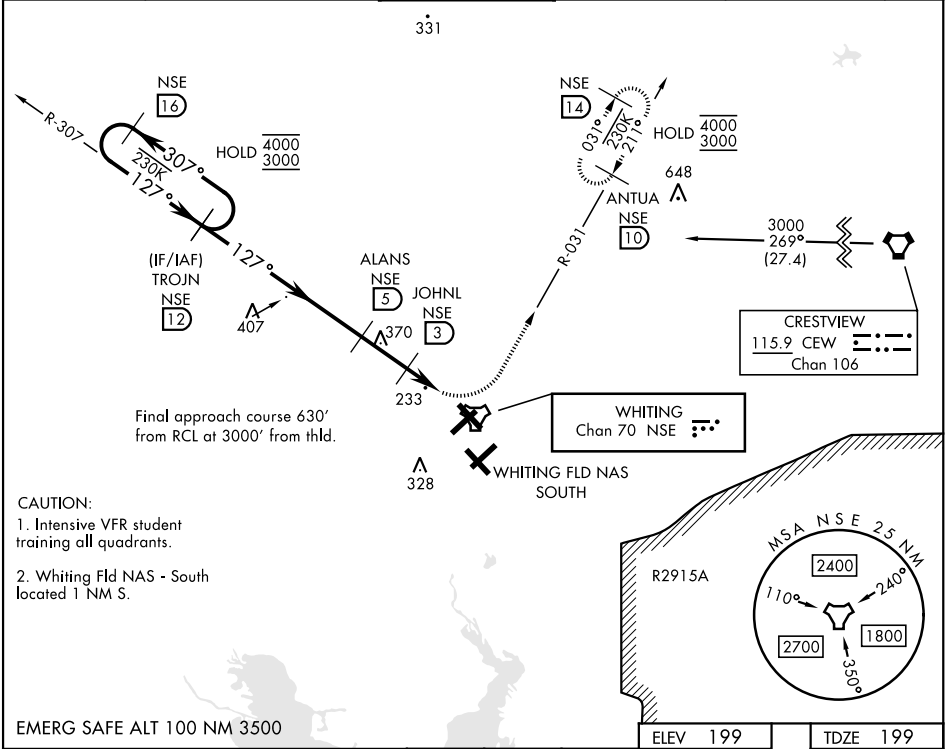 331
NSE
16
R-307
HOLD 4000
3000
307°
230K
127°
127°
(IF/IAF)
TROJN
NSE
12
407
ALANS
NSE
5
370
JOHNL
NSE
3
233
NSE
14
031°
230K
211°
HOLD 4000
3000
648
ANTUA
NSE
10
R-031
3000
269°
(27.4)
CRESTVIEW
115.9 CEW
Chan 106
WHITING
Chan 70 NSE
WHITING FLD NAS
SOUTH
328
Final approach course 630'
from RCL at 3000' from thld.
CAUTION:
1. Intensive VFR student
training all quadrants.
2. Whiting Fld NAS - South
located 1 NM S.
R2915A
MSA NSE 25 NM
2400
110°
240°
2700
1800
350°
EMERG SAFE ALT 100 NM 3500
ELEV 199
TDZE 199